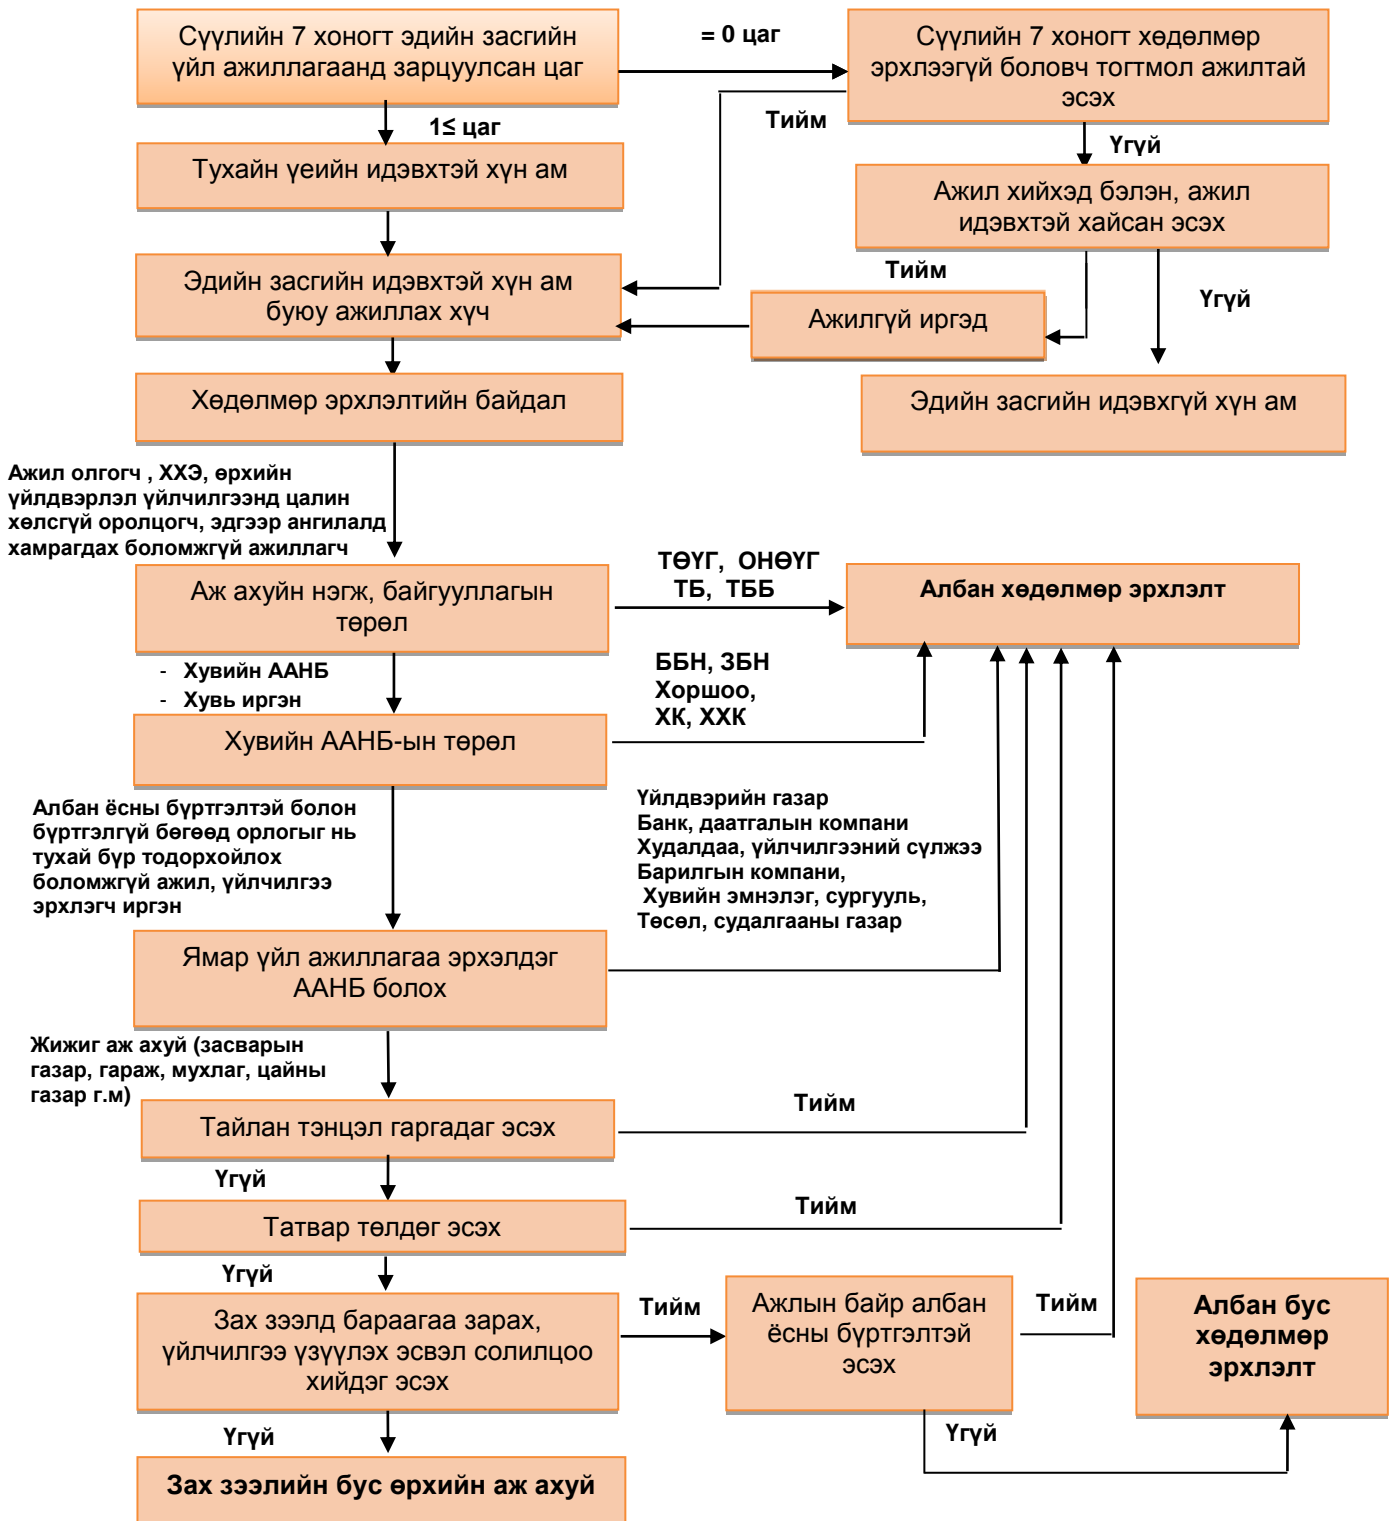 Сүүлийн 7 хоногт эдийн засгийн
үйл ажиллагаанд зарцуулсан цаг
= 0 цаг
Сүүлийн 7 хоногт хөдөлмөр
эрхлээгүй боловч тогтмол ажилтай
эсэх
1≤ цаг
Тийм
Үгүй
Тухайн үеийн идэвхтэй хүн ам
Ажил хийхэд бэлэн, ажил
идэвхтэй хайсан эсэх
Эдийн засгийн идэвхтэй хүн ам
буюу ажиллах хүч
Тийм
Үгүй
Ажилгүй иргэд
Хөдөлмөр эрхлэлтийн байдал
Эдийн засгийн идэвхгүй хүн ам
Ажил олгогч , ХХЭ, өрхийн
үйлдвэрлэл үйлчилгээнд цалин
хөлсгүй оролцогч, эдгээр ангилалд
хамрагдах боломжгүй ажиллагч
Аж ахуйн нэгж, байгууллагын
төрөл
ТӨҮГ, ОНӨҮГ
ТБ, ТББ
Албан хөдөлмөр эрхлэлт
- Хувийн ААНБ
- Хувь иргэн
ББН, ЗБН
Хоршоо,
ХК, ХХК
Хувийн ААНБ-ын төрөл
Албан ёсны бүртгэлтэй болон
бүртгэлгүй бөгөөд орлогыг нь
тухай бүр тодорхойлох
боломжгүй ажил, үйлчилгээ
эрхлэгч иргэн
Үйлдвэрийн газар
Банк, даатгалын компани
Худалдаа, үйлчилгээний сүлжээ
Барилгын компани,
Хувийн эмнэлэг, сургууль,
Төсөл, судалгааны газар
Ямар үйл ажиллагаа эрхэлдэг
ААНБ болох
Жижиг аж ахуй (засварын
газар, гараж, мухлаг, цайны
газар г.м)
Тайлан тэнцэл гаргадаг эсэх
Тийм
Үгүй
Татвар төлдөг эсэх
Тийм
Үгүй
Зах зээлд бараагаа зарах,
үйлчилгээ үзүүлэх эсвэл солилцоо
хийдэг эсэх
Тийм
Ажлын байр албан
ёсны бүртгэлтэй
эсэх
Тийм
Албан бус
хөдөлмөр
эрхлэлт
Үгүй
Үгүй
Зах зээлийн бус өрхийн аж ахуй